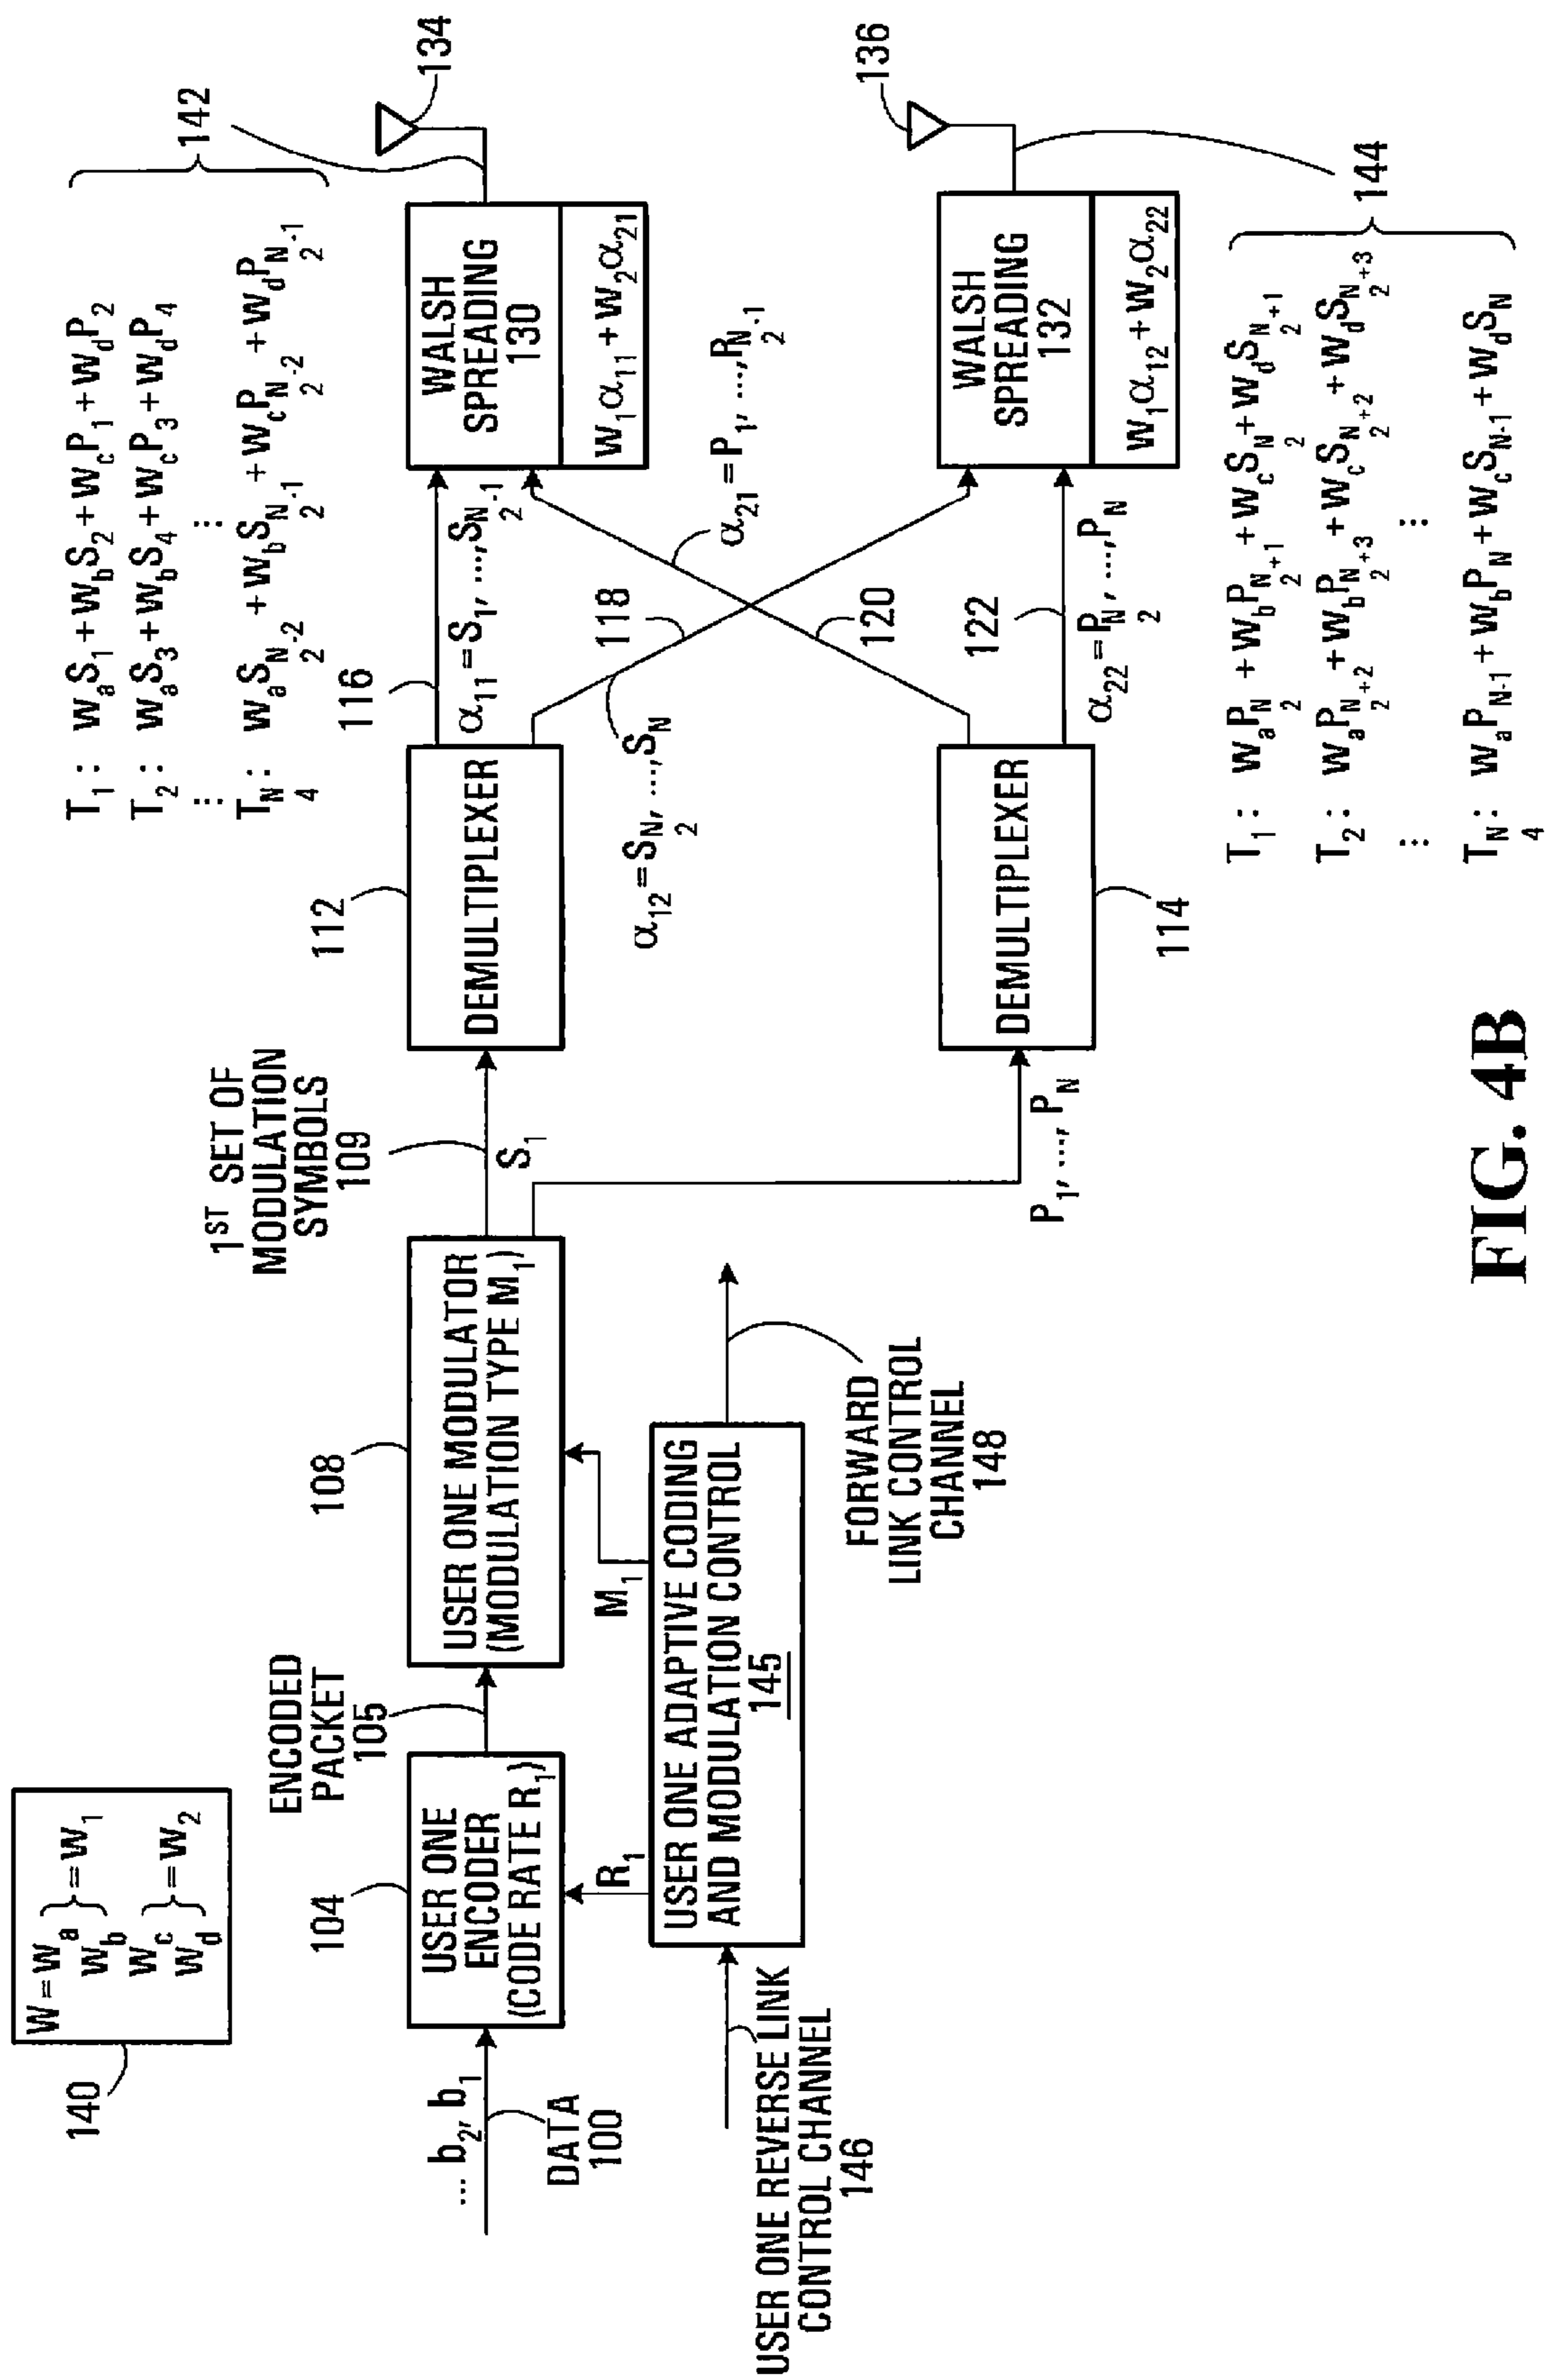 W = Wa } = W1
Wb
Wc } = W2
Wd
140
... b2, b1
DATA
100
104
USER ONE
ENCODER
(CODE RATE R1)
ENCODED
PACKET
105
108
USER ONE MODULATOR
(MODULATION TYPE M1)
R1
M1
USER ONE ADAPTIVE CODING
AND MODULATION CONTROL
145
USER ONE REVERSE LINK
CONTROL CHANNEL
146
FORWARD
LINK CONTROL
CHANNEL
148
1ST SET OF
MODULATION
SYMBOLS
109
S1
P1, ..., PN
112
DEMULTIPLEXER
DEMULTIPLEXER
114
116
α11 = S1, ..., SN/2-1
118
α12 = SN/2, ..., SN
120
α21 = P1, ..., PN/2-1
122
α22 = PN/2, ..., PN
WALSH
SPREADING
130
W1α11 + W2α21
WALSH
SPREADING
132
W1α12 + W2α22
134
136
T1 : WaS1 + WbS2 + WcP1 + WdP2
T2 : WaS3 + WbS4 + WcP3 + WdP4
⋮ ⋮
TN/4 : WaSN/2-2 + WbSN/2-1 + WcPN/2-2 + WdPN/2-1
142
T1 : WaPN/2 + WbPN/2+1 + WcSN/2 + WdSN/2+1
T2 : WaPN/2+2 + WbPN/2+3 + WcSN/2+2 + WdSN/2+3
⋮ ⋮
TN/4 : WaPN-1 + WbPN + WcSN-1 + WdSN
144
FIG. 4B